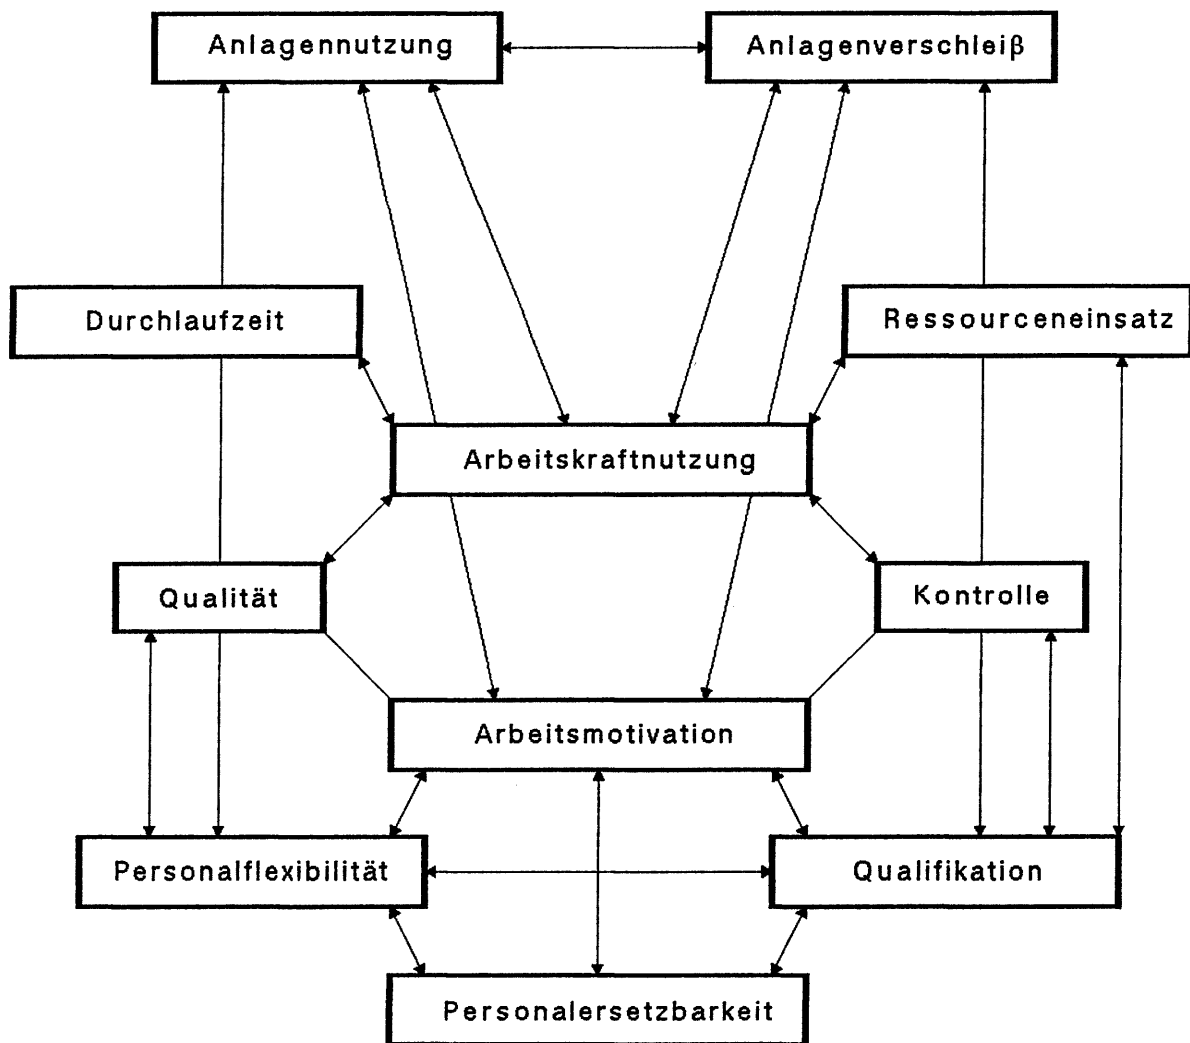 Anlagennutzung
Anlagenverschleiß
Durchlaufzeit
Ressourceneinsatz
Arbeitskraftnutzung
Qualität
Kontrolle
Arbeitsmotivation
Personalflexibilität
Qualifikation
Personalersetzbarkeit